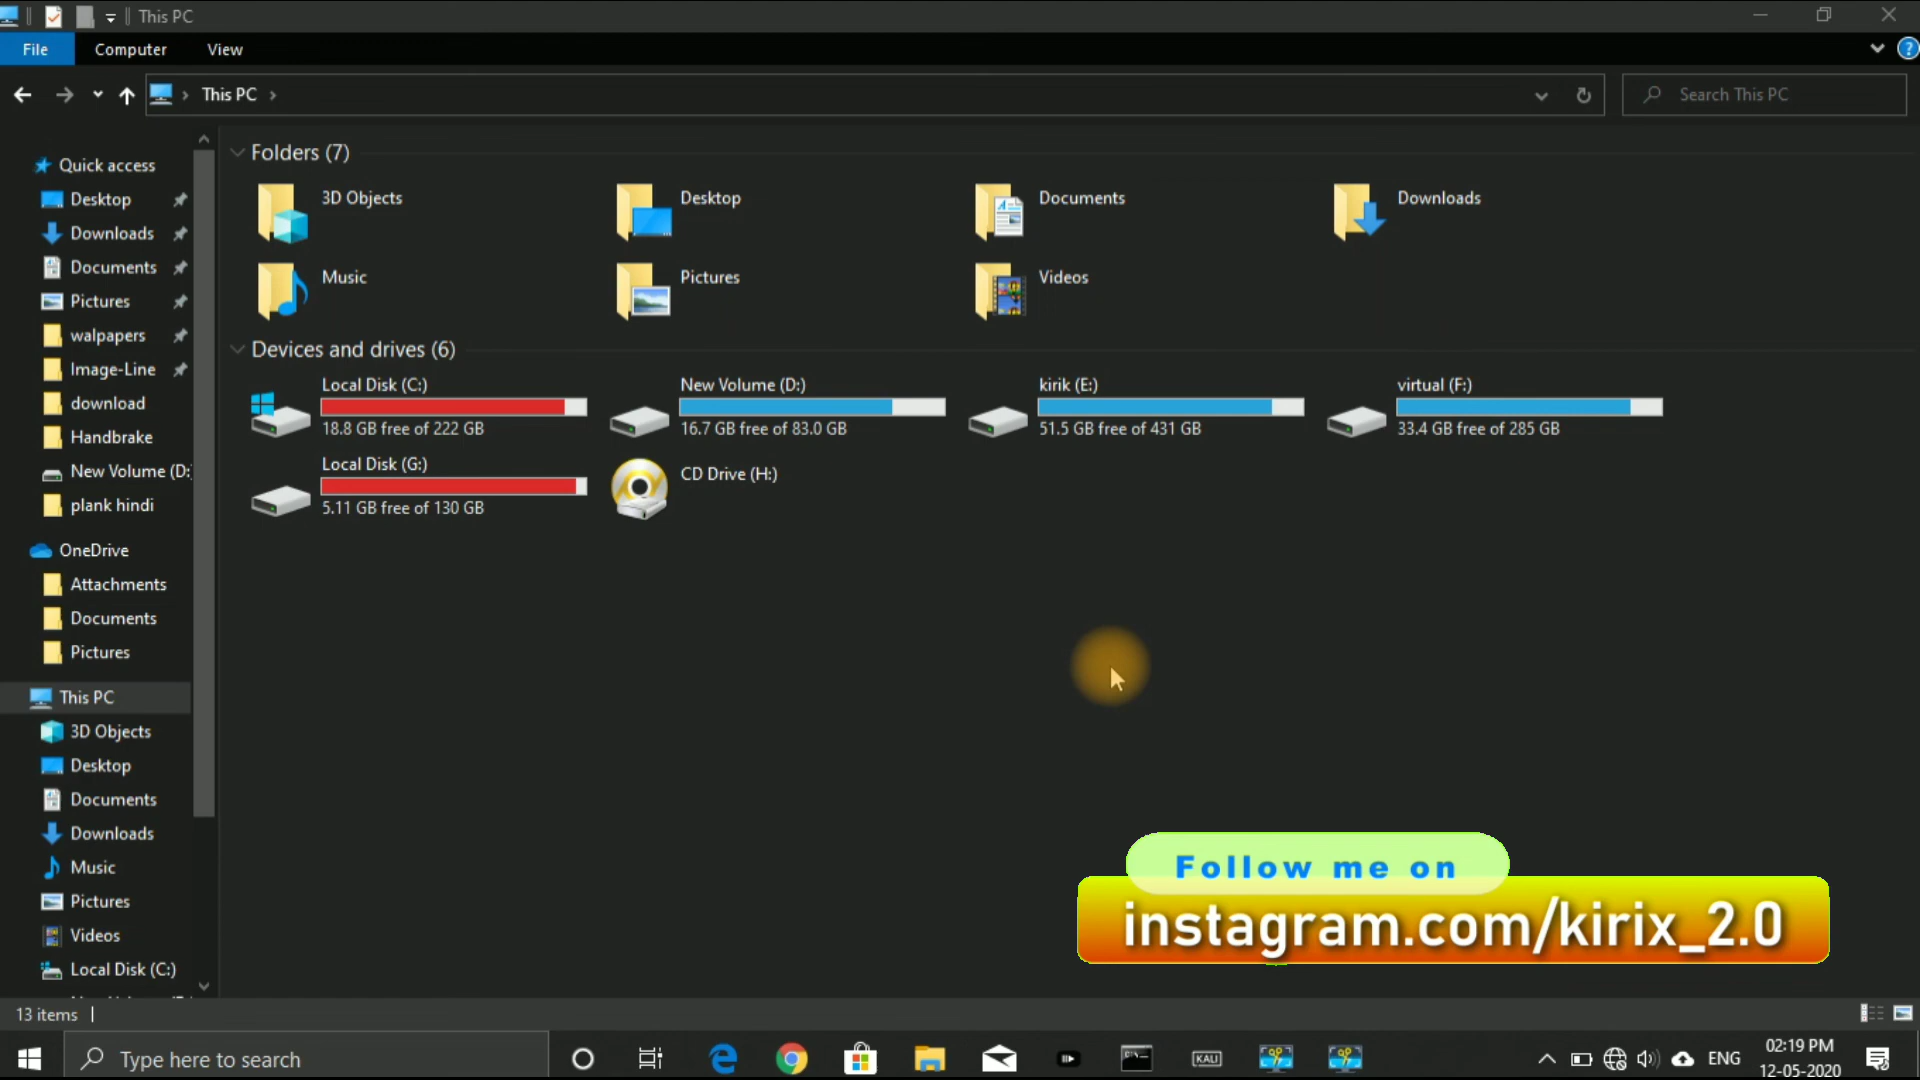 This PC
File Computer View
This PC
Search This PC
Quick access
Desktop
Downloads
Documents
Pictures
walpapers
Image-Line
download
Handbrake
New Volume (D:
plank hindi
OneDrive
Attachments
Documents
Pictures
This PC
3D Objects
Desktop
Documents
Downloads
Music
Pictures
Videos
Local Disk (C:)
Folders (7)
3D Objects
Desktop
Documents
Downloads
Music
Pictures
Videos
Devices and drives (6)
Local Disk (C:)
18.8 GB free of 222 GB
New Volume (D:)
16.7 GB free of 83.0 GB
kirik (E:)
51.5 GB free of 431 GB
virtual (F:)
33.4 GB free of 285 GB
Local Disk (G:)
5.11 GB free of 130 GB
CD Drive (H:)
Follow me on
instagram.com/kirix_2.0
13 items
Type here to search
KALI
ENG
02:19 PM
12-05-2020